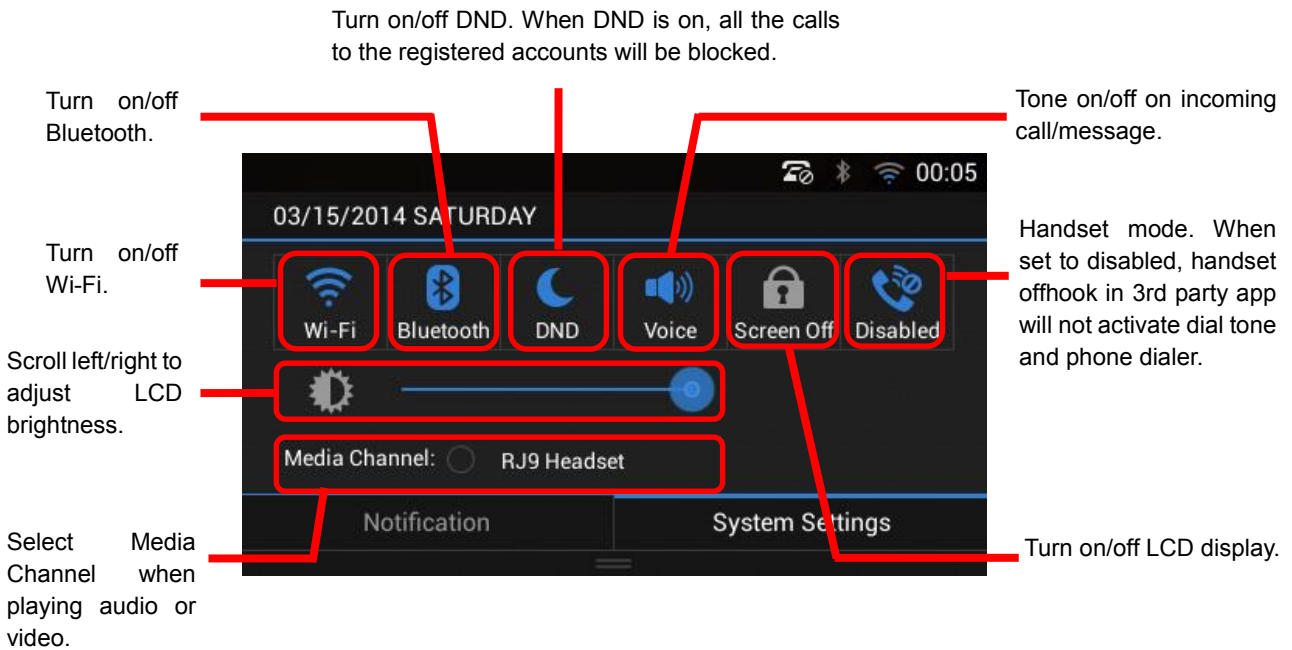 Turn on/off DND. When DND is on, all the calls
to the registered accounts will be blocked.
Turn on/off
Bluetooth.
Tone on/off on incoming
call/message.
00:05
03/15/2014 SATURDAY
Turn on/off
Wi-Fi.
Handset mode. When
set to disabled, handset
offhook in 3rd party app
will not activate dial tone
and phone dialer.
Wi-Fi Bluetooth DND Voice Screen Off Disabled
Scroll left/right to
adjust LCD
brightness.
Media Channel: RJ9 Headset
Notification System Settings
Select Media
Channel when
playing audio or
video.
Turn on/off LCD display.